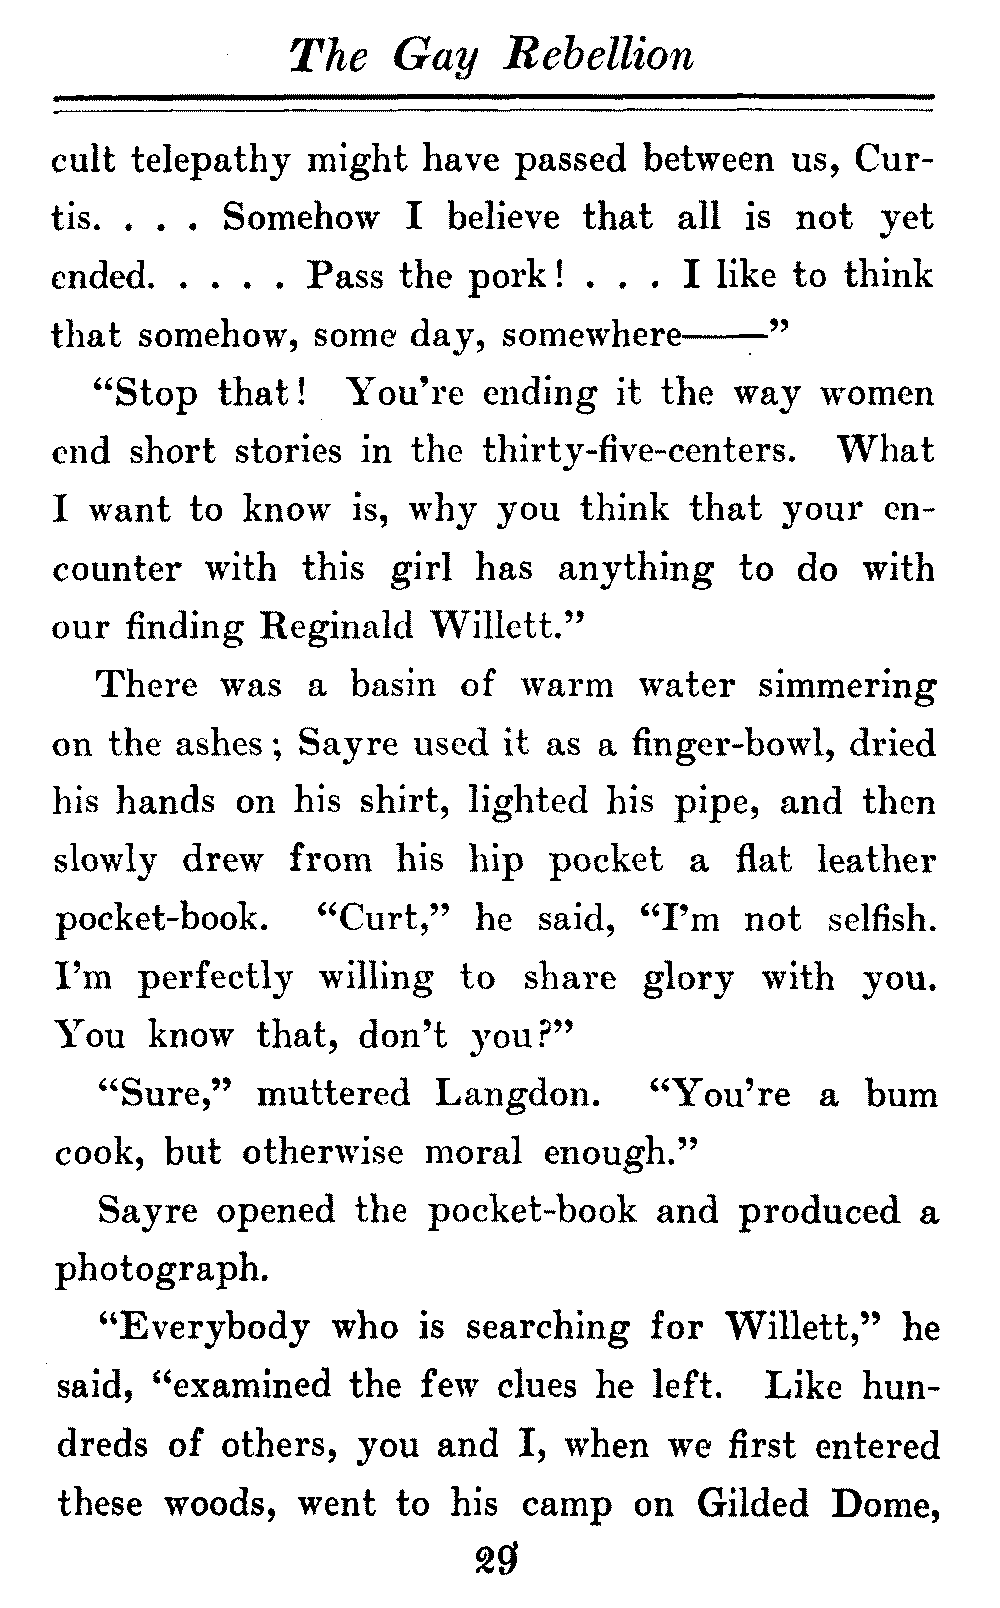 The Gay Rebellion
cult telepathy might have passed between us, Cur-
tis. . . . Somehow I believe that all is not yet
ended. . . . . Pass the pork! . . . I like to think
that somehow, some day, somewhere——"
"Stop that! You're ending it the way women
end short stories in the thirty-five-centers. What
I want to know is, why you think that your en-
counter with this girl has anything to do with
our finding Reginald Willett."
There was a basin of warm water simmering
on the ashes; Sayre used it as a finger-bowl, dried
his hands on his shirt, lighted his pipe, and then
slowly drew from his hip pocket a flat leather
pocket-book. "Curt," he said, "I'm not selfish.
I'm perfectly willing to share glory with you.
You know that, don't you?"
"Sure," muttered Langdon. "You're a bum
cook, but otherwise moral enough."
Sayre opened the pocket-book and produced a
photograph.
"Everybody who is searching for Willett," he
said, "examined the few clues he left. Like hun-
dreds of others, you and I, when we first entered
these woods, went to his camp on Gilded Dome,
29